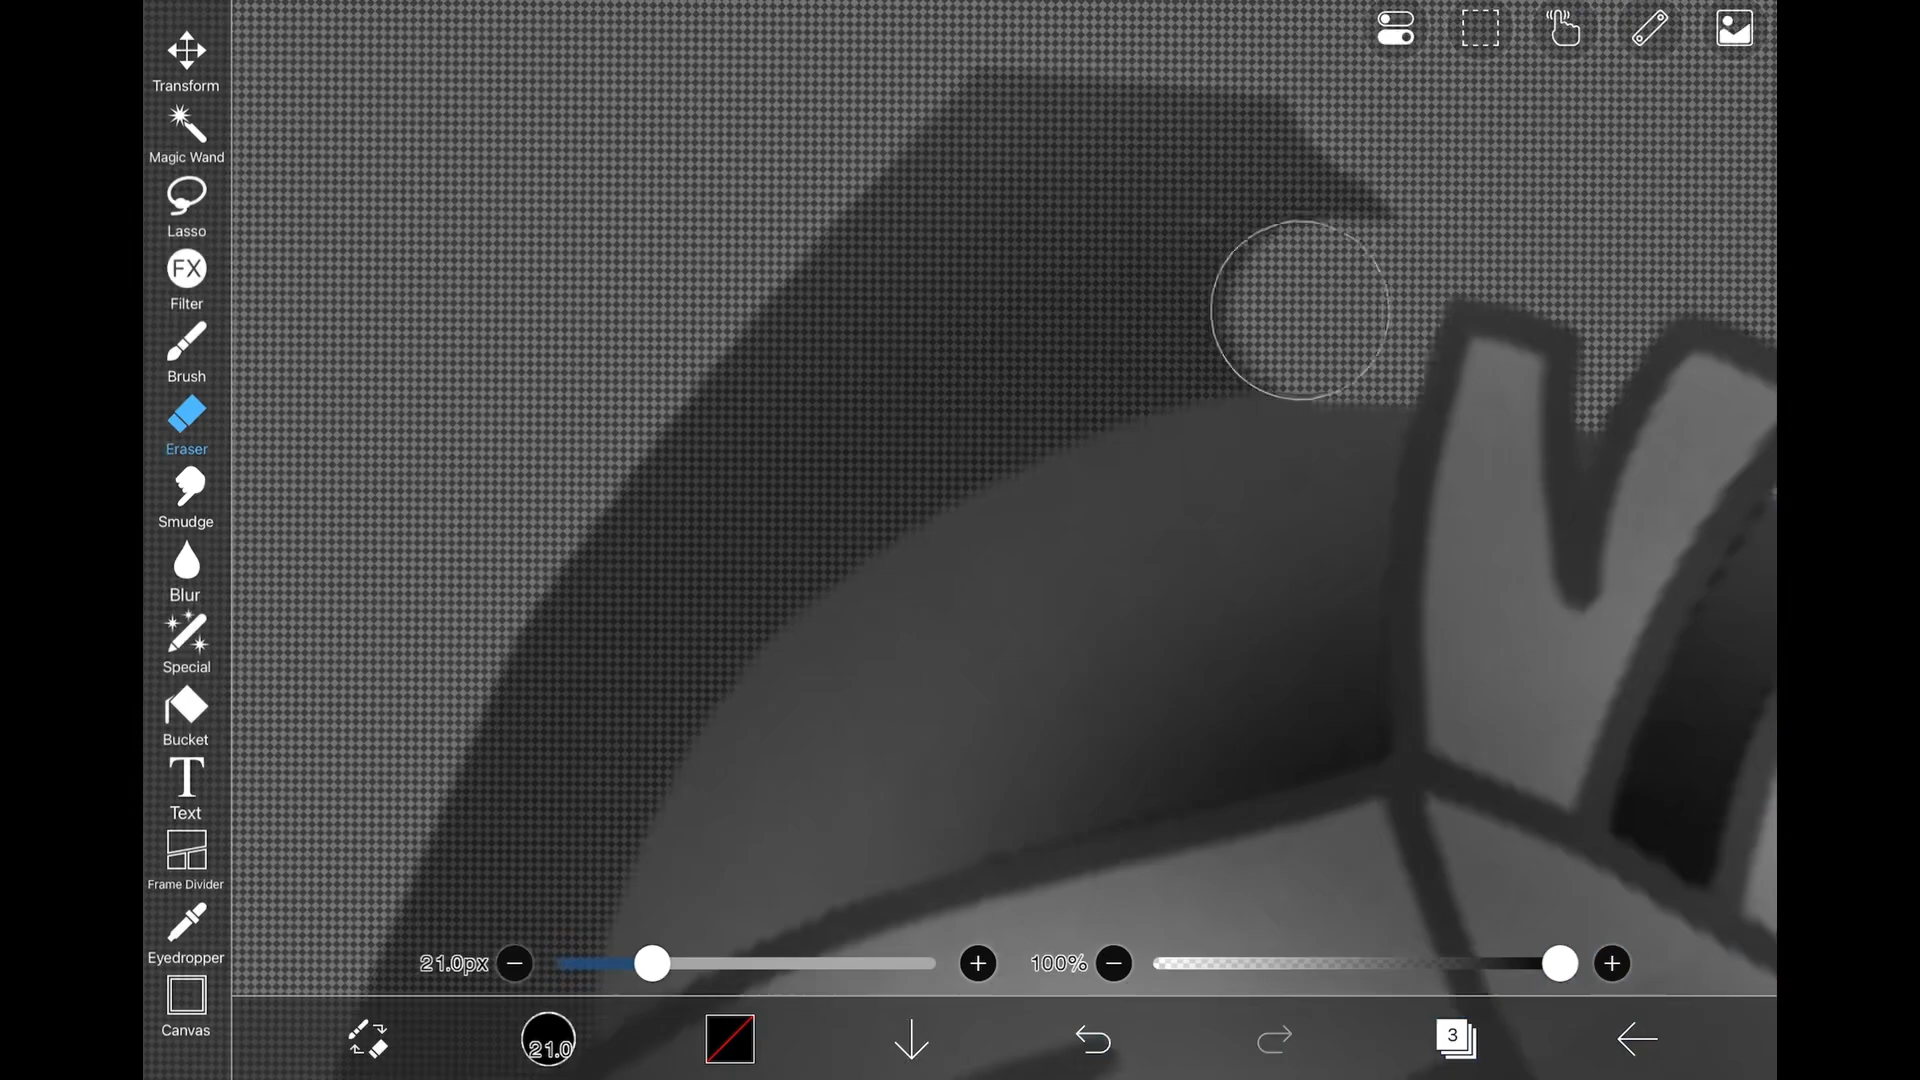 Transform
Magic Wand
Lasso
FX
Filter
Brush
Eraser
Smudge
Blur
Special
Bucket
T
Text
Frame Divider
Eyedropper
Canvas
21.0px
100%
21.0
3